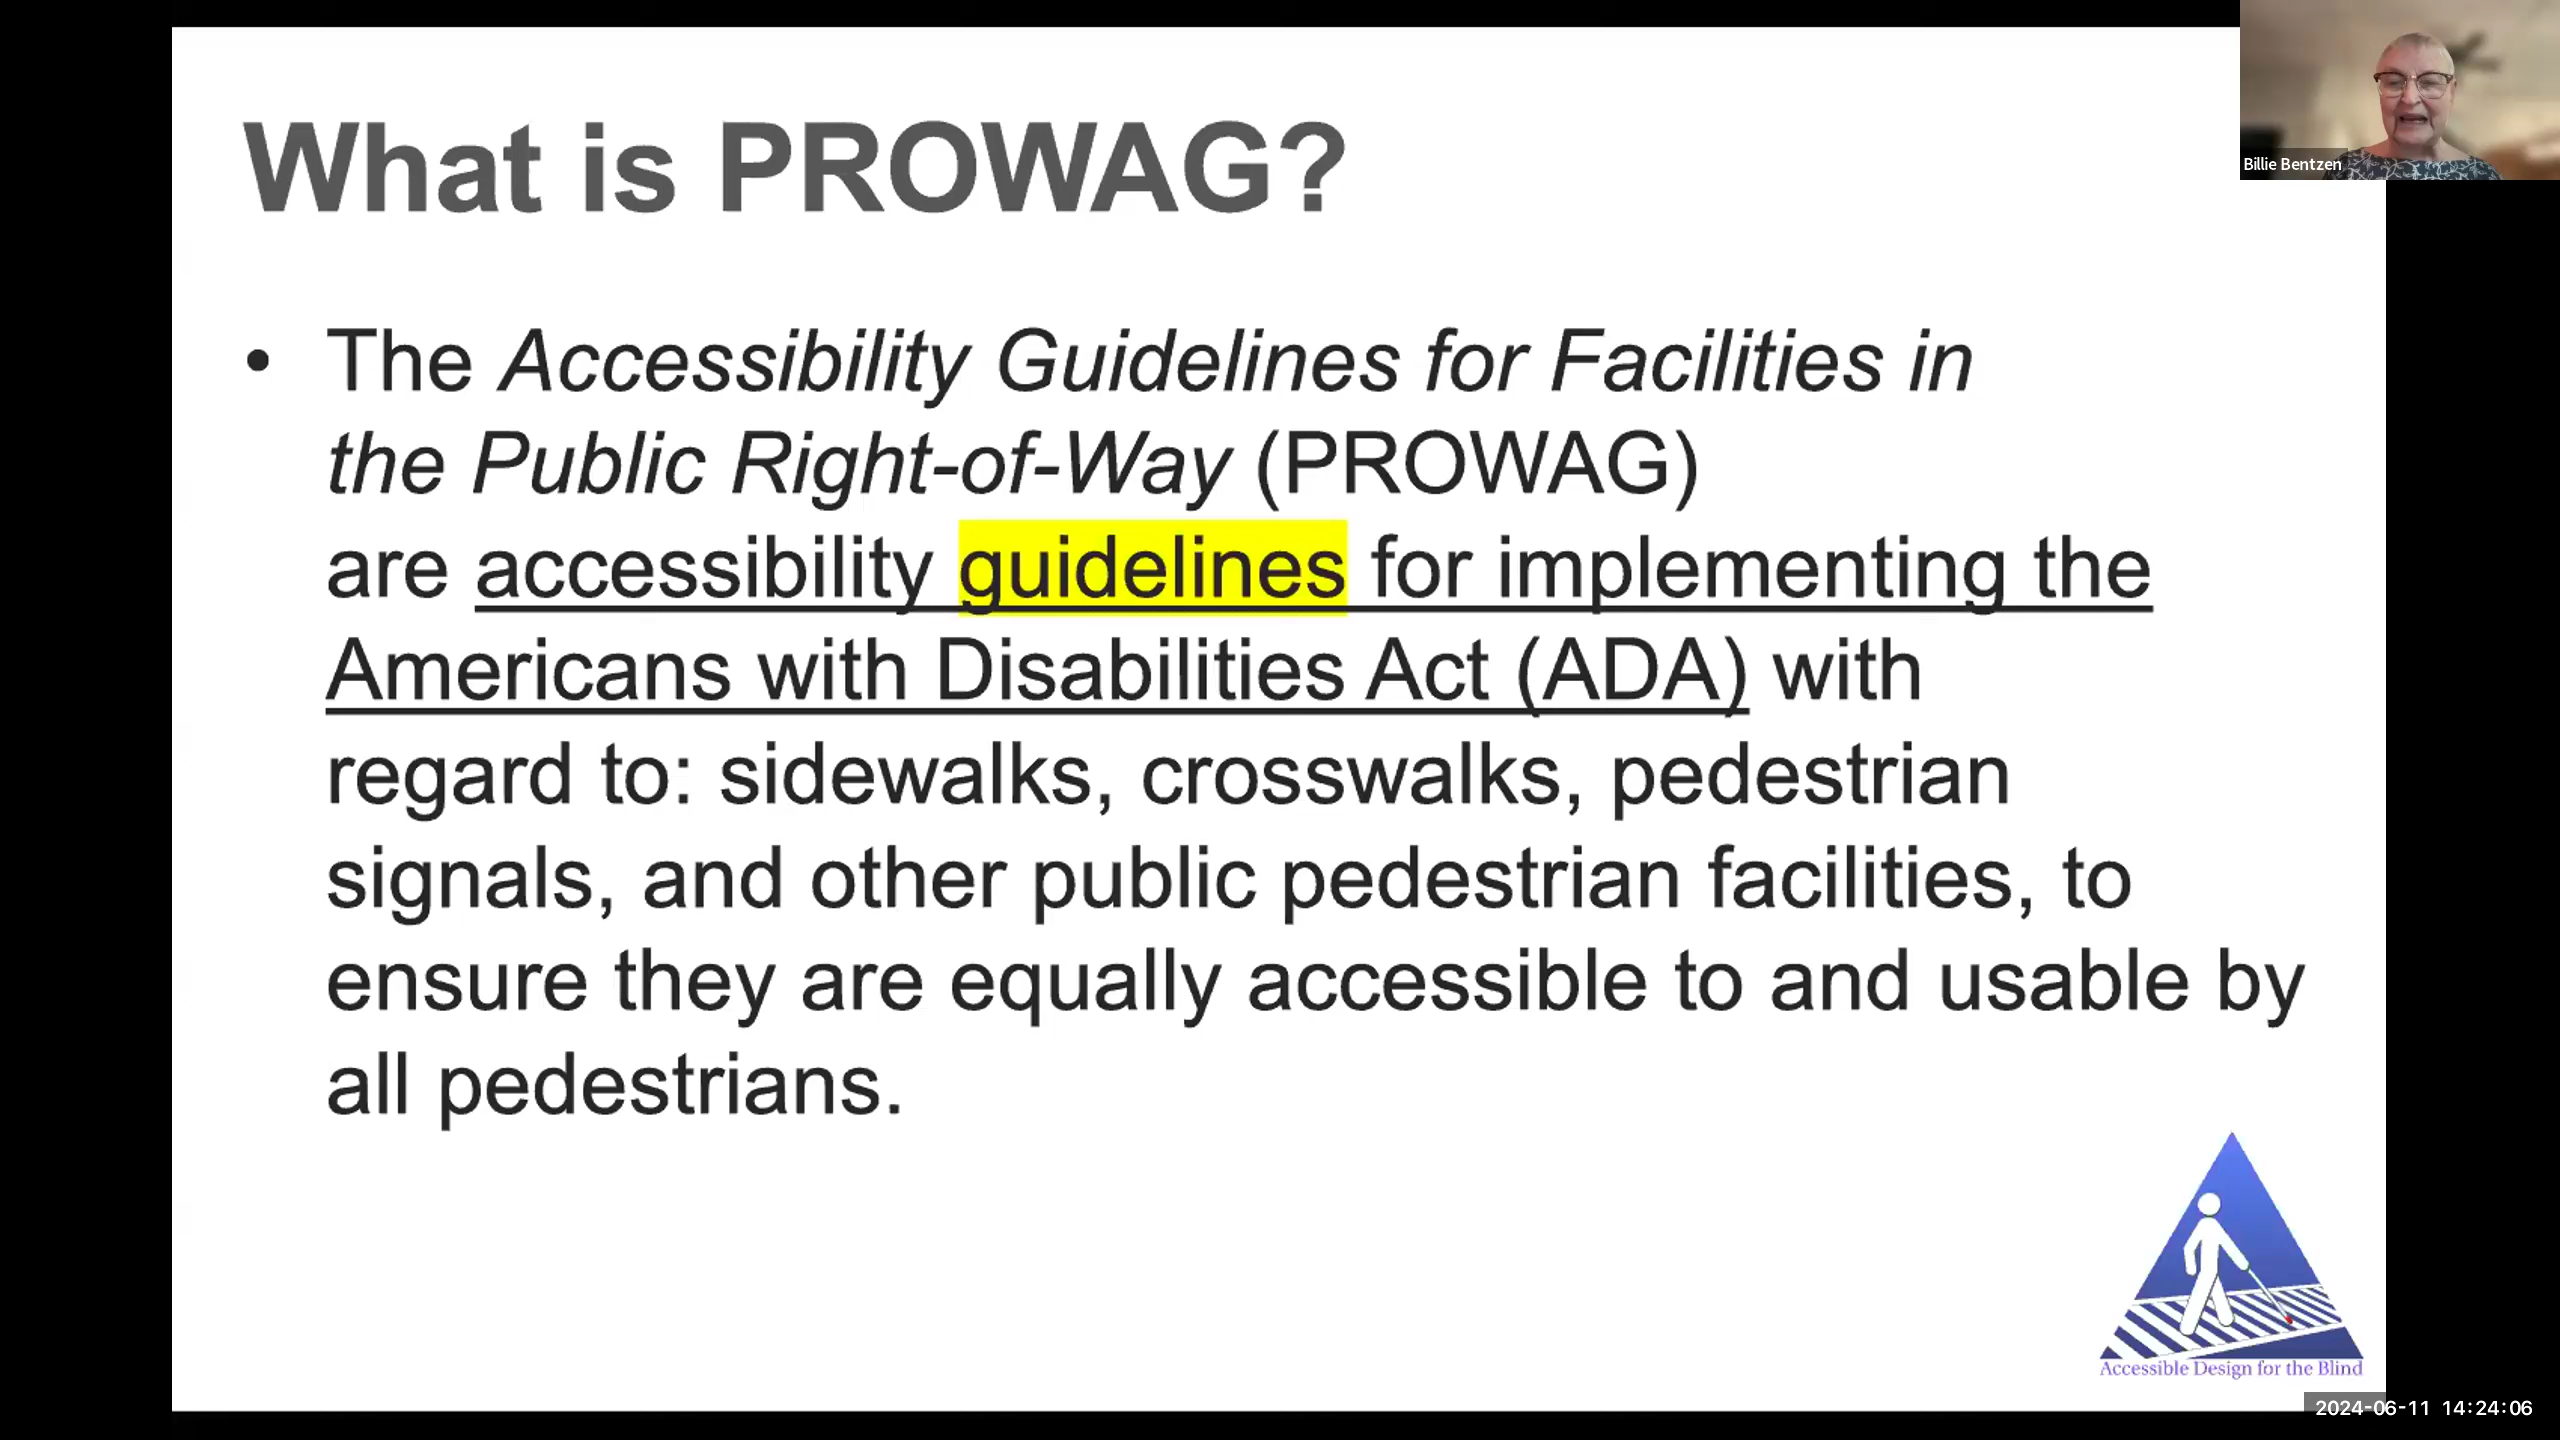 What is PROWAG?
Billie Bentzen
• The Accessibility Guidelines for Facilities in
the Public Right-of-Way (PROWAG)
are accessibility guidelines for implementing the
Americans with Disabilities Act (ADA) with
regard to: sidewalks, crosswalks, pedestrian
signals, and other public pedestrian facilities, to
ensure they are equally accessible to and usable by
all pedestrians.
Accessible Design for the Blind
2024-06-11 14:24:06